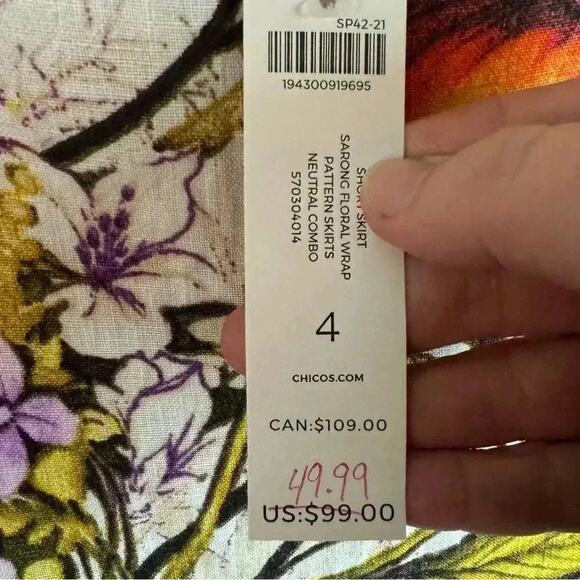 SP42-21
194300919695
SHORT SKIRT
SARONG FLORAL WRAP
PATTERN SKIRTS
NEUTRAL COMBO
570304014
4
CHICOS.COM
CAN:$109.00
49.99
US:$99.00